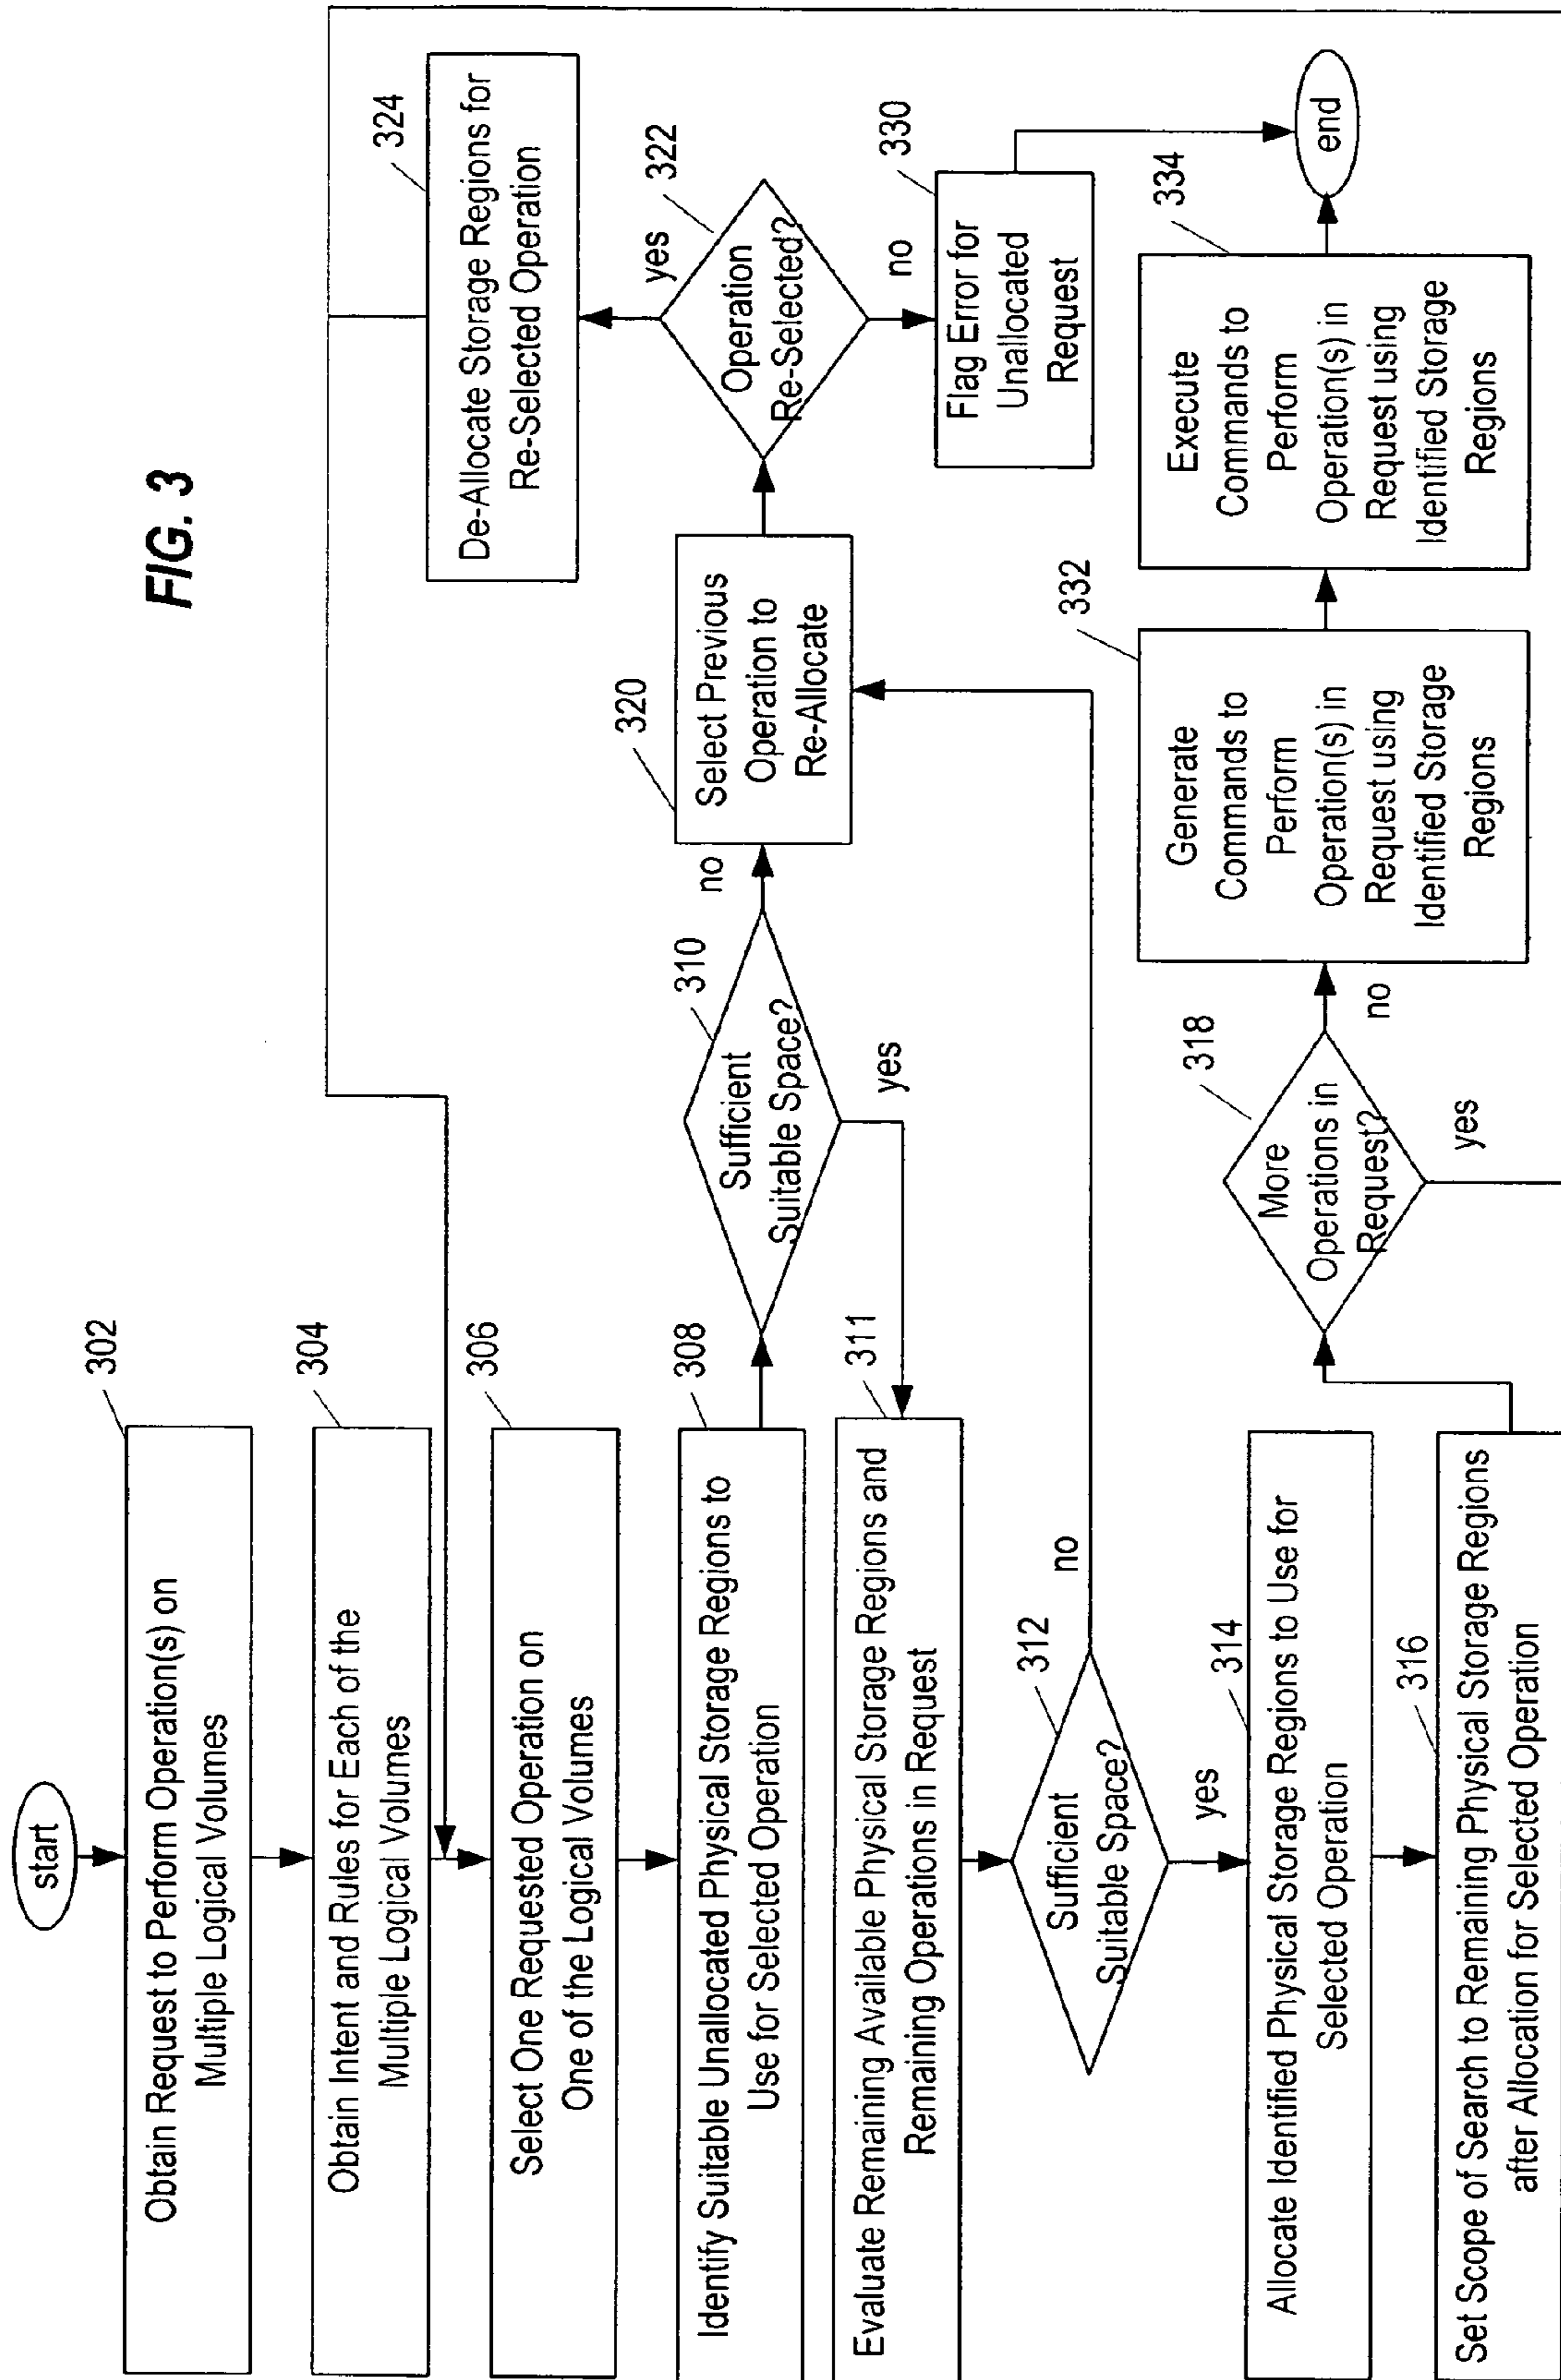 FIG. 3
start
302
Obtain Request to Perform Operation(s) on
Multiple Logical Volumes
304
Obtain Intent and Rules for Each of the
Multiple Logical Volumes
306
Select One Requested Operation on
One of the Logical Volumes
308
Identify Suitable Unallocated Physical Storage Regions to
Use for Selected Operation
310
Sufficient
Suitable Space?
no
yes
311
Evaluate Remaining Available Physical Storage Regions and
Remaining Operations in Request
312
Sufficient
Suitable Space?
no
yes
314
Allocate Identified Physical Storage Regions to Use for
Selected Operation
316
Set Scope of Search to Remaining Physical Storage Regions
after Allocation for Selected Operation
318
More
Operations in
Request?
no
yes
320
Select Previous
Operation to
Re-Allocate
322
Operation
Re-Selected?
yes
no
324
De-Allocate Storage Regions for
Re-Selected Operation
330
Flag Error for
Unallocated
Request
332
Generate
Commands to
Perform
Operation(s) in
Request using
Identified Storage
Regions
334
Execute
Commands to
Perform
Operation(s) in
Request using
Identified Storage
Regions
end